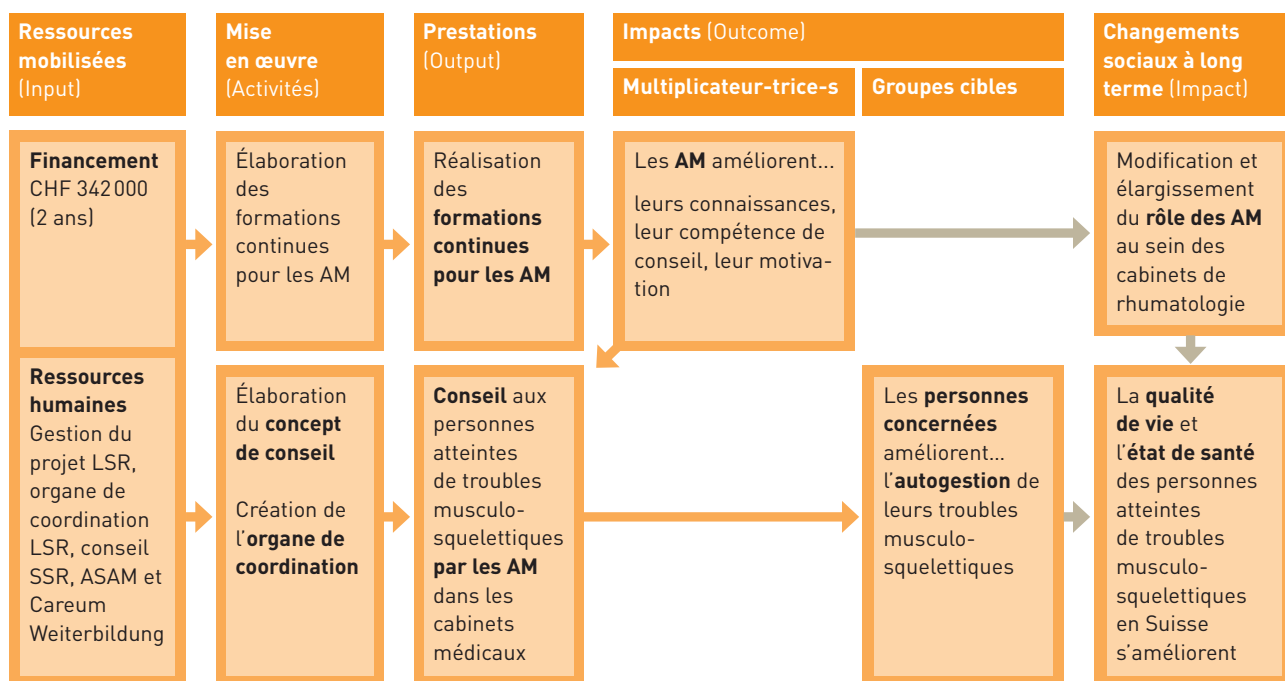 Ressources
mobilisées
(Input)
Mise
en œuvre
(Activités)
Prestations
(Output)
Impacts (Outcome)
Multiplicateur-trice-s
Groupes cibles
Changements
sociaux à long
terme (Impact)
Financement
CHF 342 000
(2 ans)
Élaboration
des
formations
continues
pour les AM
Réalisation
des
formations
continues
pour les AM
Les AM améliorent...
leurs connaissances,
leur compétence de
conseil, leur motiva-
tion
Modification et
élargissement
du rôle des AM
au sein des
cabinets de
rhumatologie
Ressources
humaines
Gestion du
projet LSR,
organe de
coordination
LSR, conseil
SSR, ASAM et
Careum
Weiterbildung
Élaboration
du concept
de conseil
Création de
l’organe de
coordination
Conseil aux
personnes
atteintes
de troubles
musculo-
squelettiques
par les AM
dans les
cabinets
médicaux
Les personnes
concernées
améliorent...
l’autogestion de
leurs troubles
musculo-
squelettiques
La qualité
de vie et
l’état de santé
des personnes
atteintes
de troubles
musculo-
squelettiques
en Suisse
s’améliorent